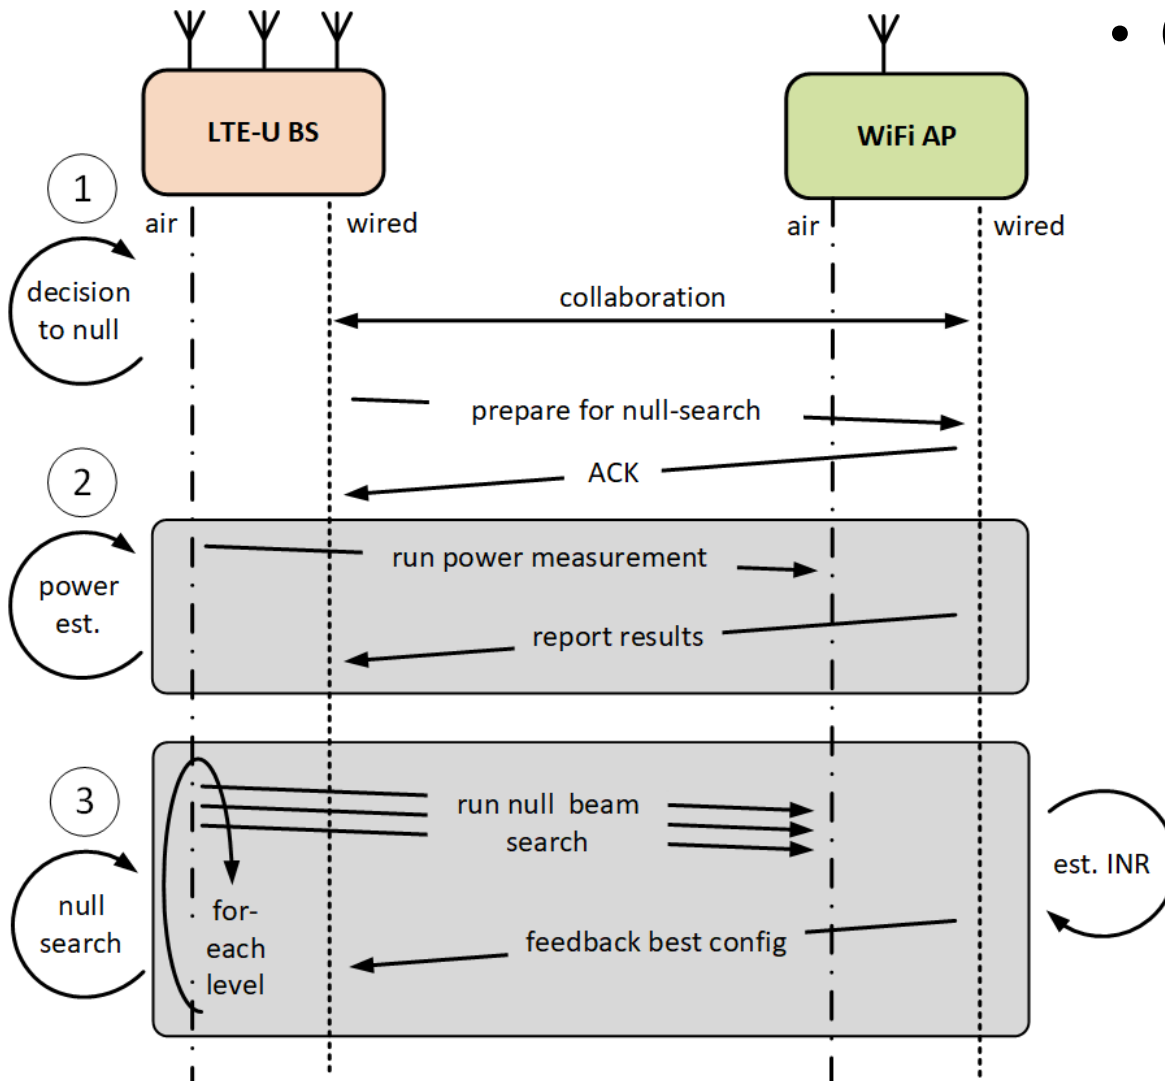 LTE-U BS
WiFi AP
1
air
wired
air
wired
decision
to null
collaboration
prepare for null-search
ACK
2
run power measurement
power
est.
report results
3
run null beam
search
est. INR
null
search
for-
each
level
feedback best config